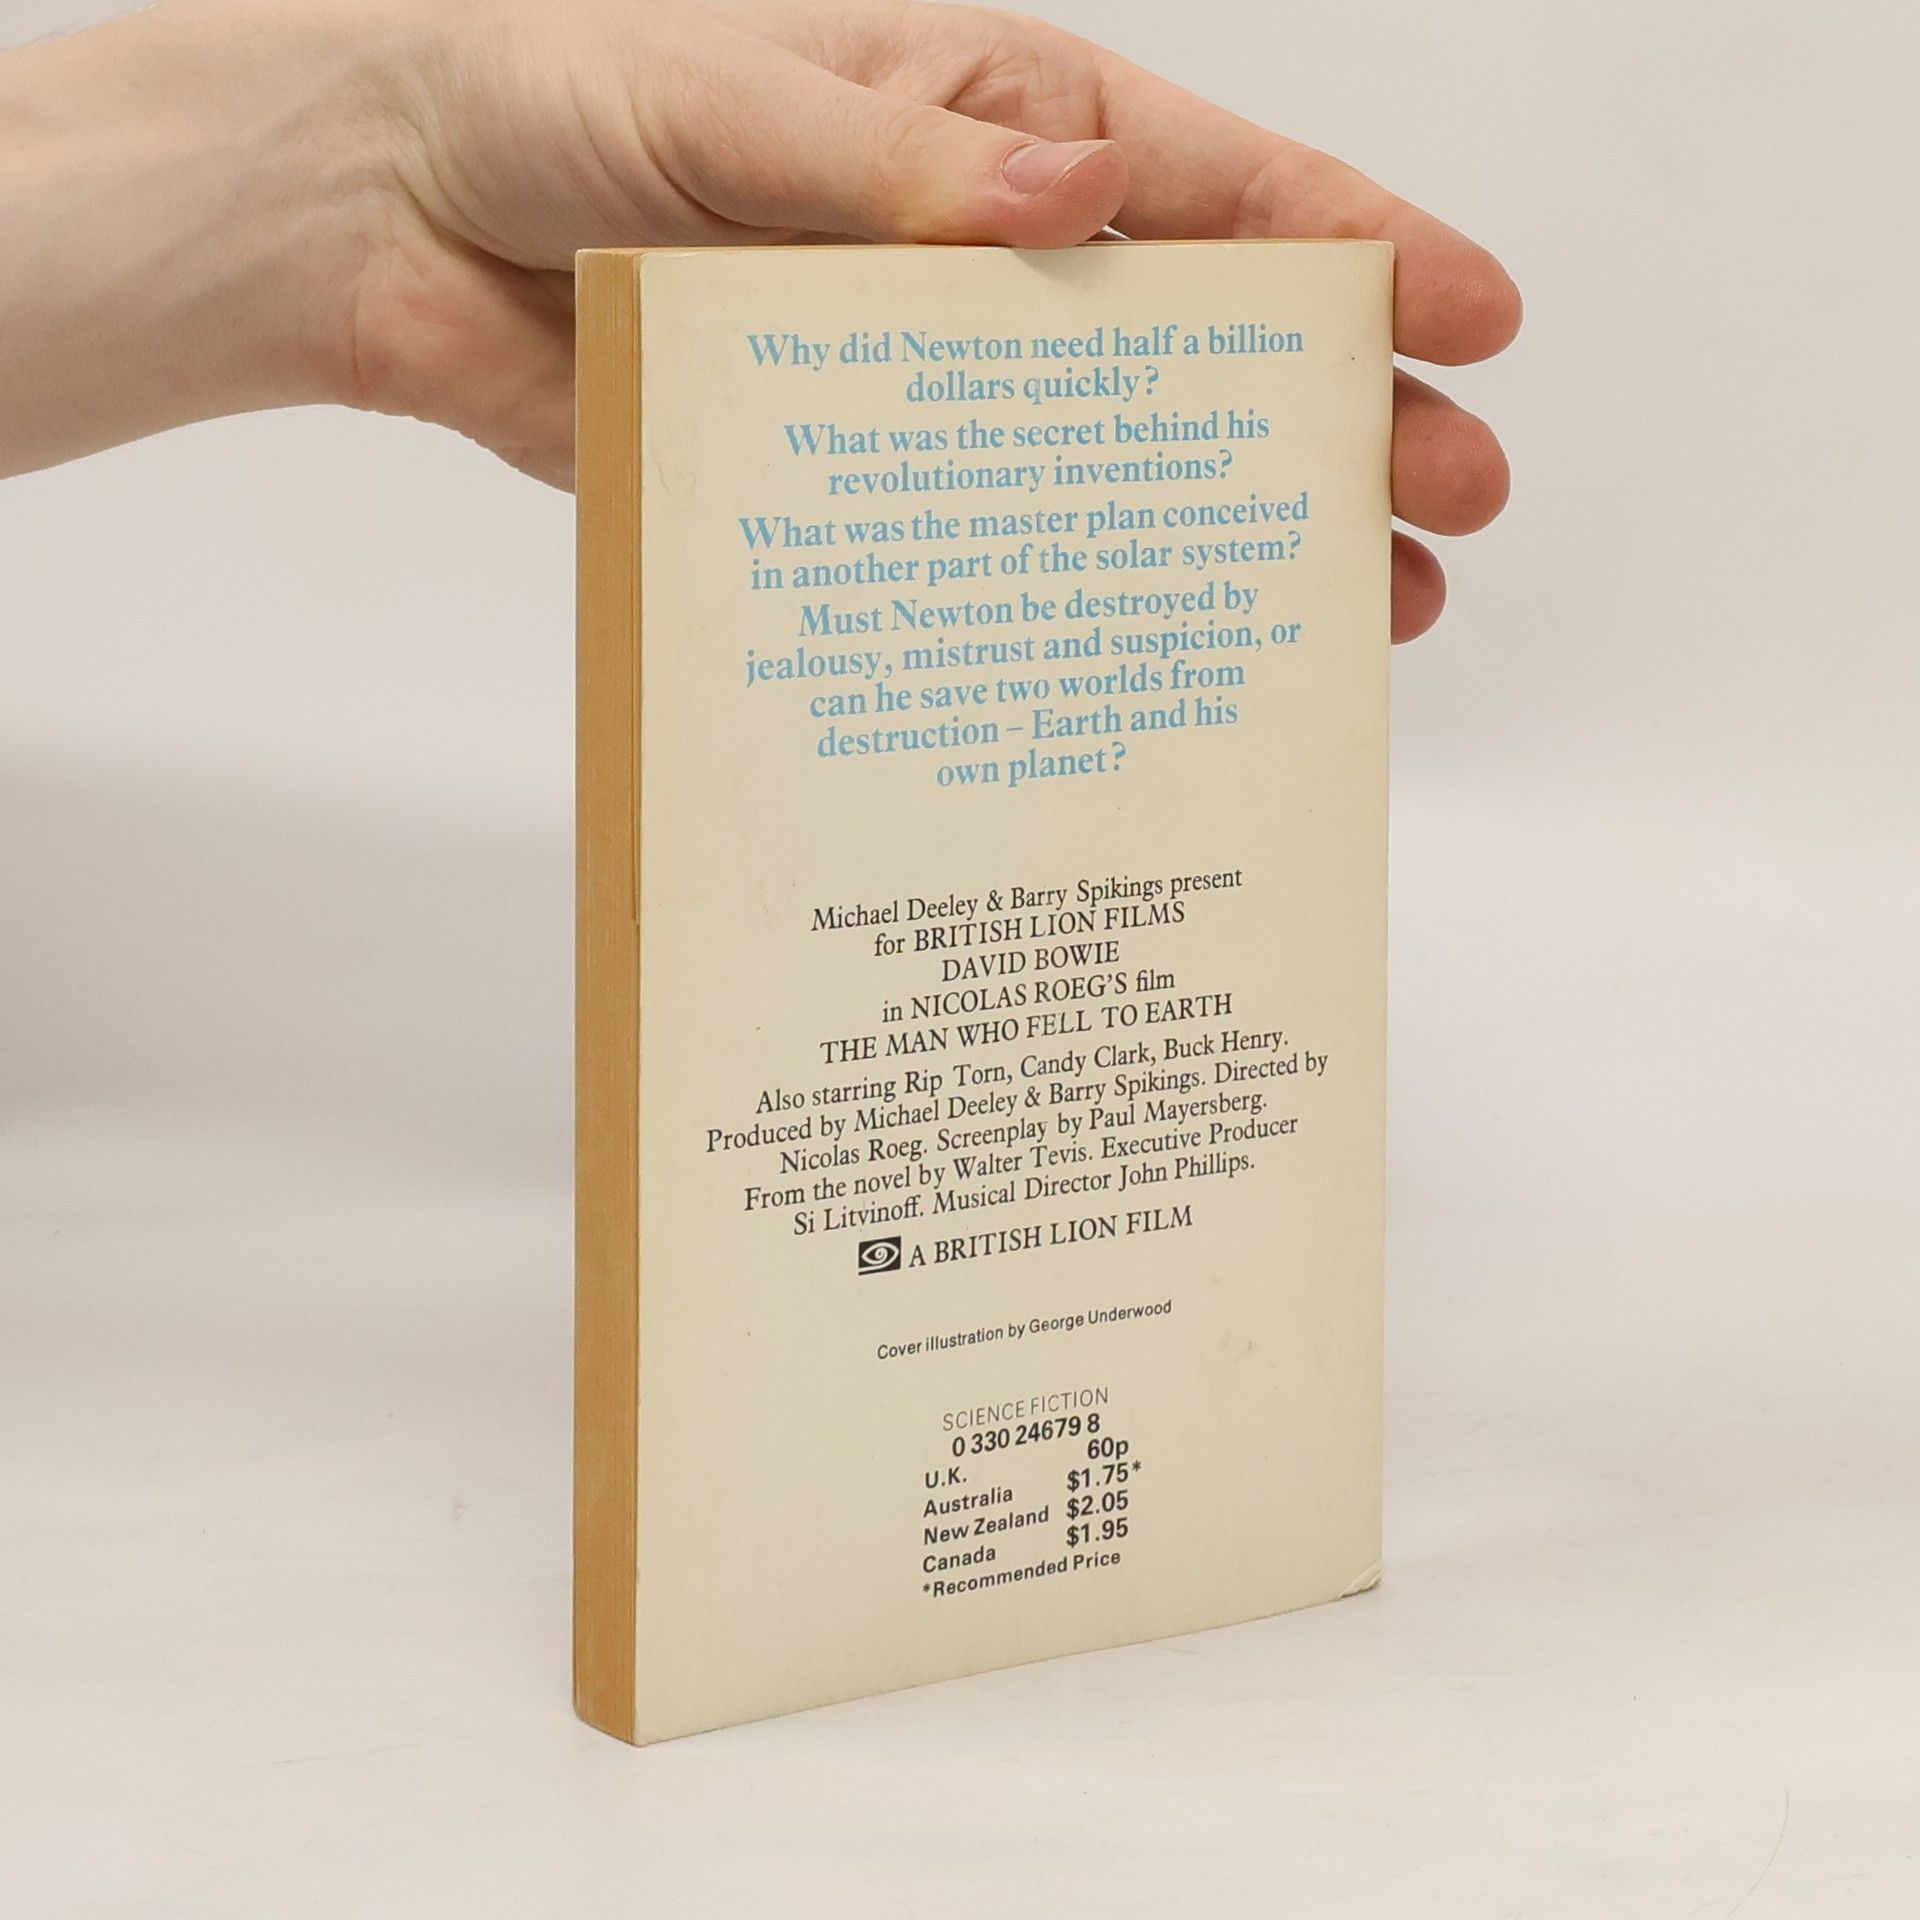 Why did Newton need half a billion
dollars quickly?
What was the secret behind his
revolutionary inventions?
What was the master plan conceived
in another part of the solar system?
Must Newton be destroyed by
jealousy, mistrust and suspicion, or
can he save two worlds from
destruction – Earth and his
own planet?
Michael Deeley & Barry Spikings present
for BRITISH LION FILMS
DAVID BOWIE
in NICOLAS ROEG'S film
THE MAN WHO FELL TO EARTH
Also starring Rip Torn, Candy Clark, Buck Henry.
Produced by Michael Deeley & Barry Spikings. Directed by
Nicolas Roeg. Screenplay by Paul Mayersberg.
From the novel by Walter Tevis. Executive Producer
Si Litvinoff. Musical Director John Phillips.
A BRITISH LION FILM
Cover illustration by George Underwood
SCIENCE FICTION
0 330 24679 8
U.K. 60p
Australia $1.75*
New Zealand $2.05
Canada $1.95
*Recommended Price